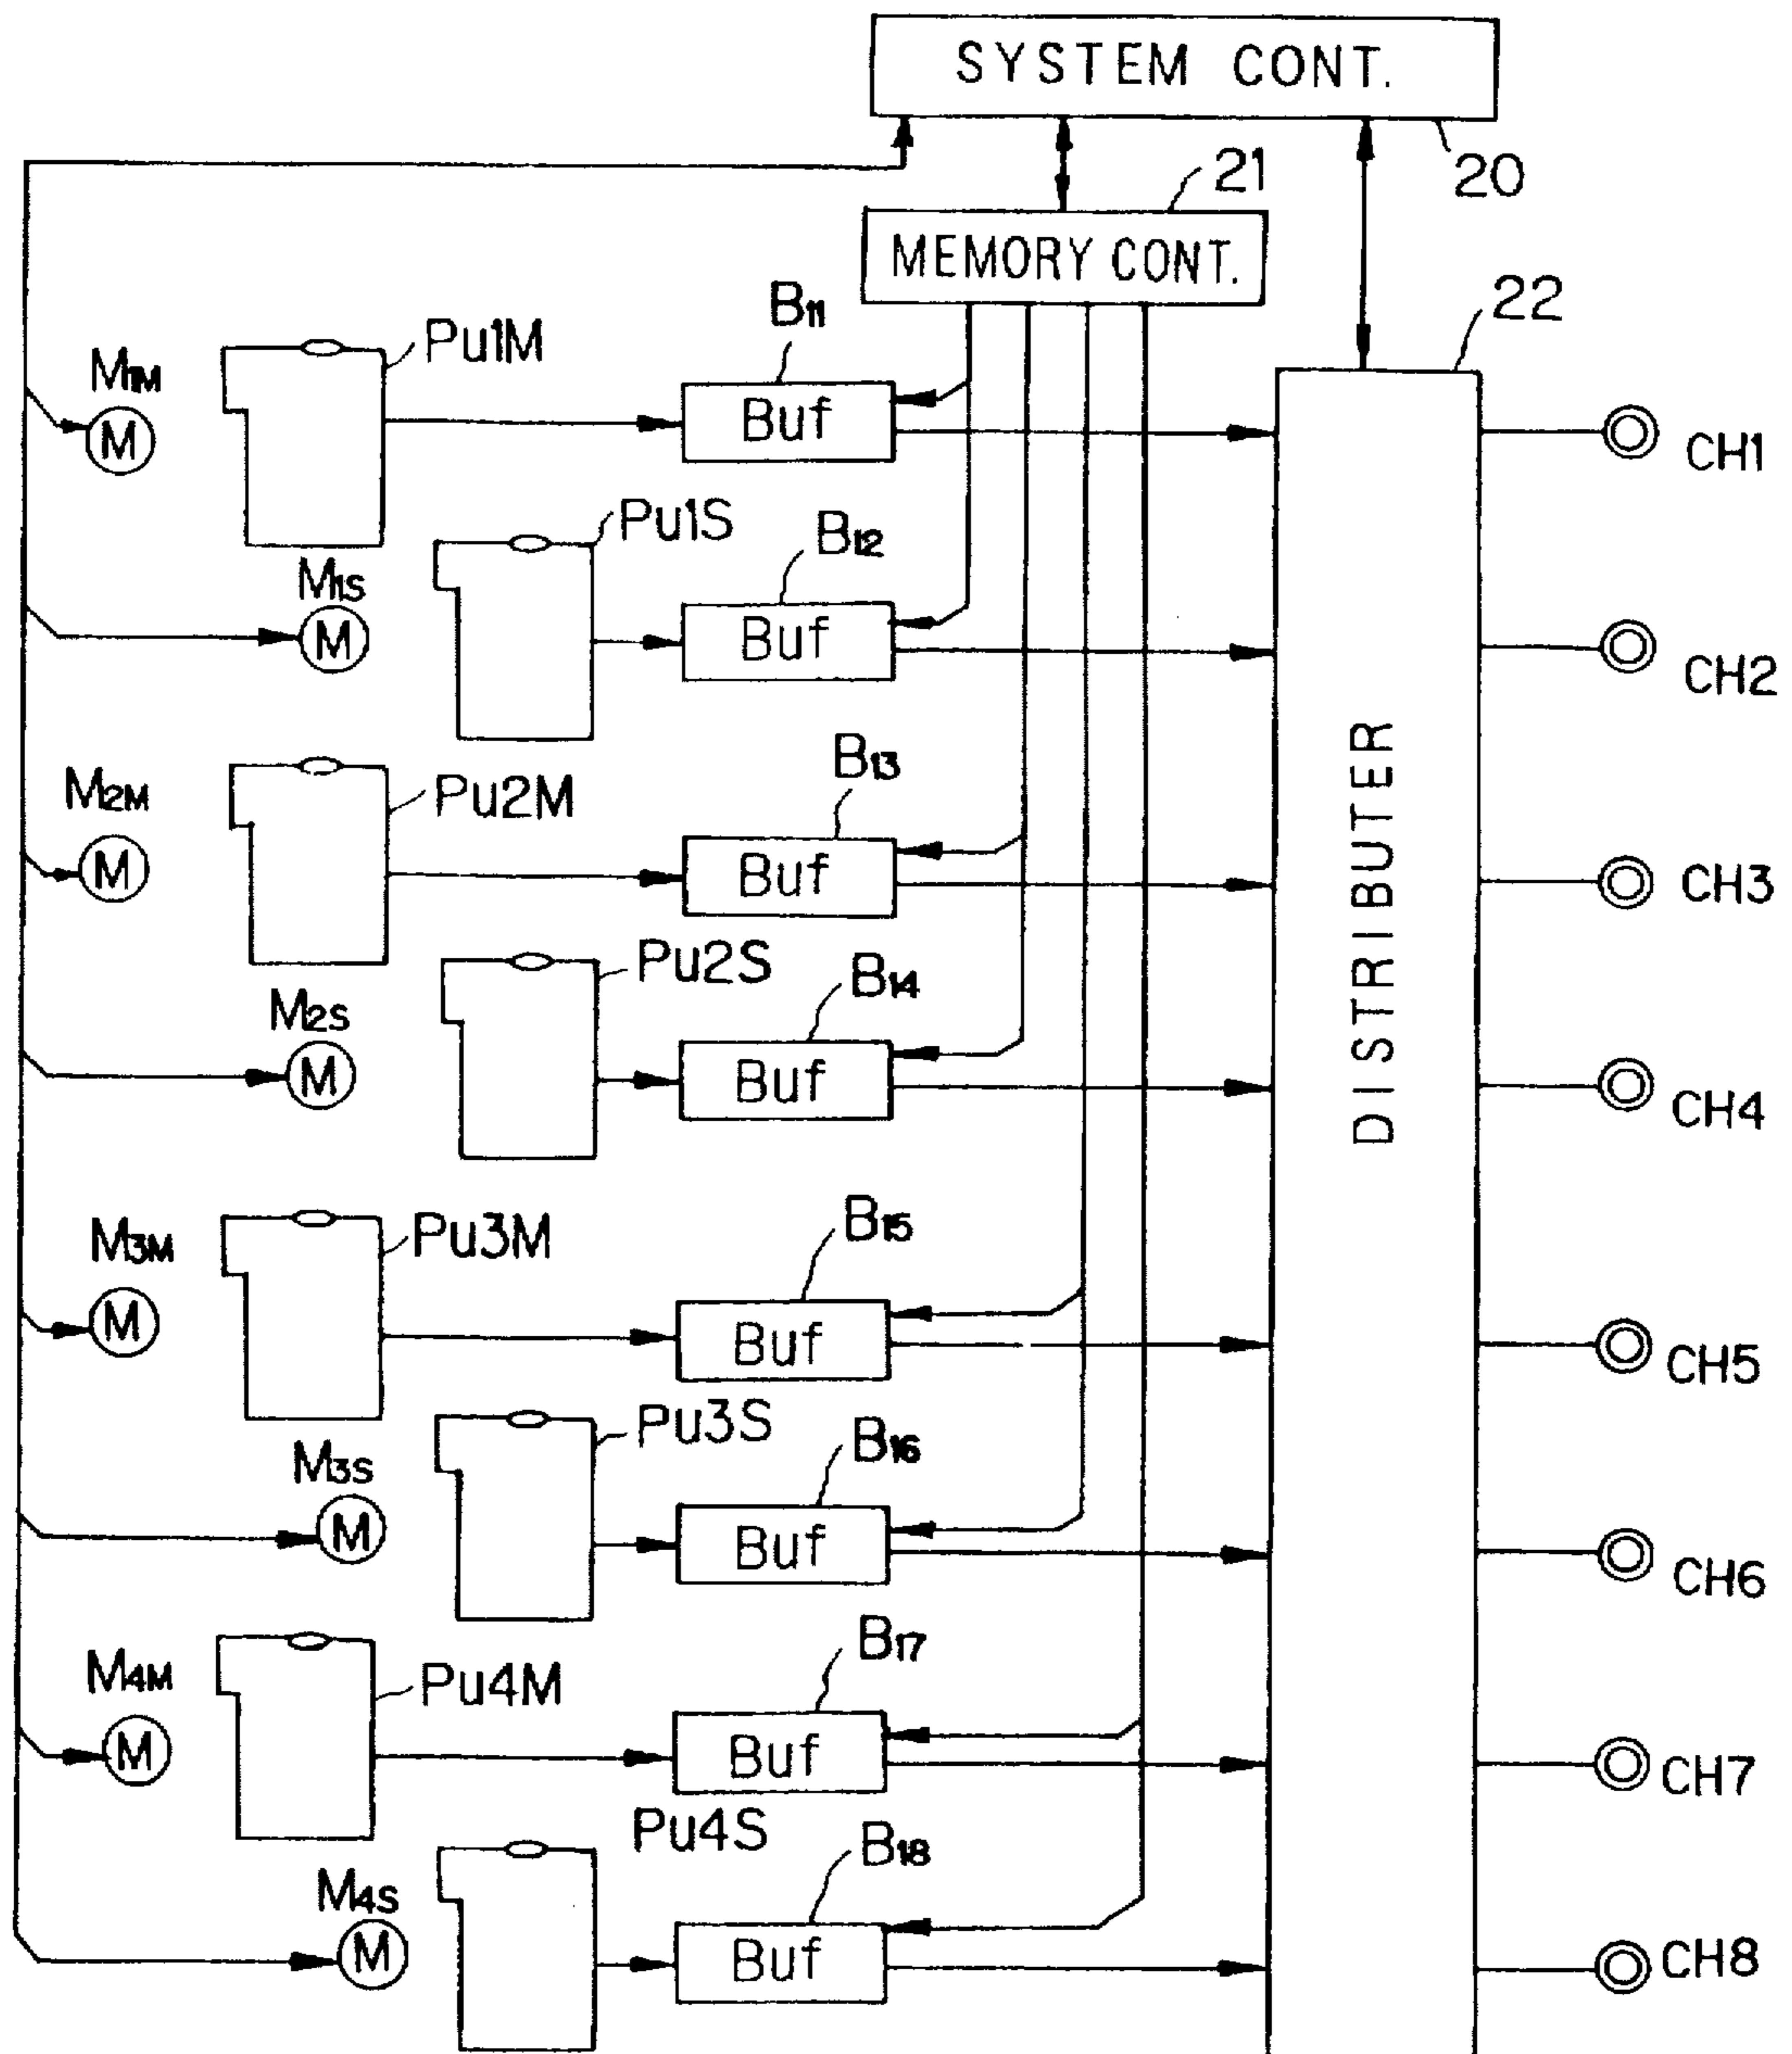 SYSTEM CONT.
20
21
MEMORY CONT.
22
B11
Pu1M
M1M
M
Buf
CH1
Pu1S
B12
M1S
M
Buf
CH2
B13
M2M
Pu2M
M
Buf
CH3
DISTRIBUTER
Pu2S
B14
M2S
M
Buf
CH4
B15
M3M
Pu3M
M
Buf
CH5
Pu3S
B16
M3S
M
Buf
CH6
B17
M4M
Pu4M
M
Buf
CH7
Pu4S
B18
M4S
M
Buf
CH8